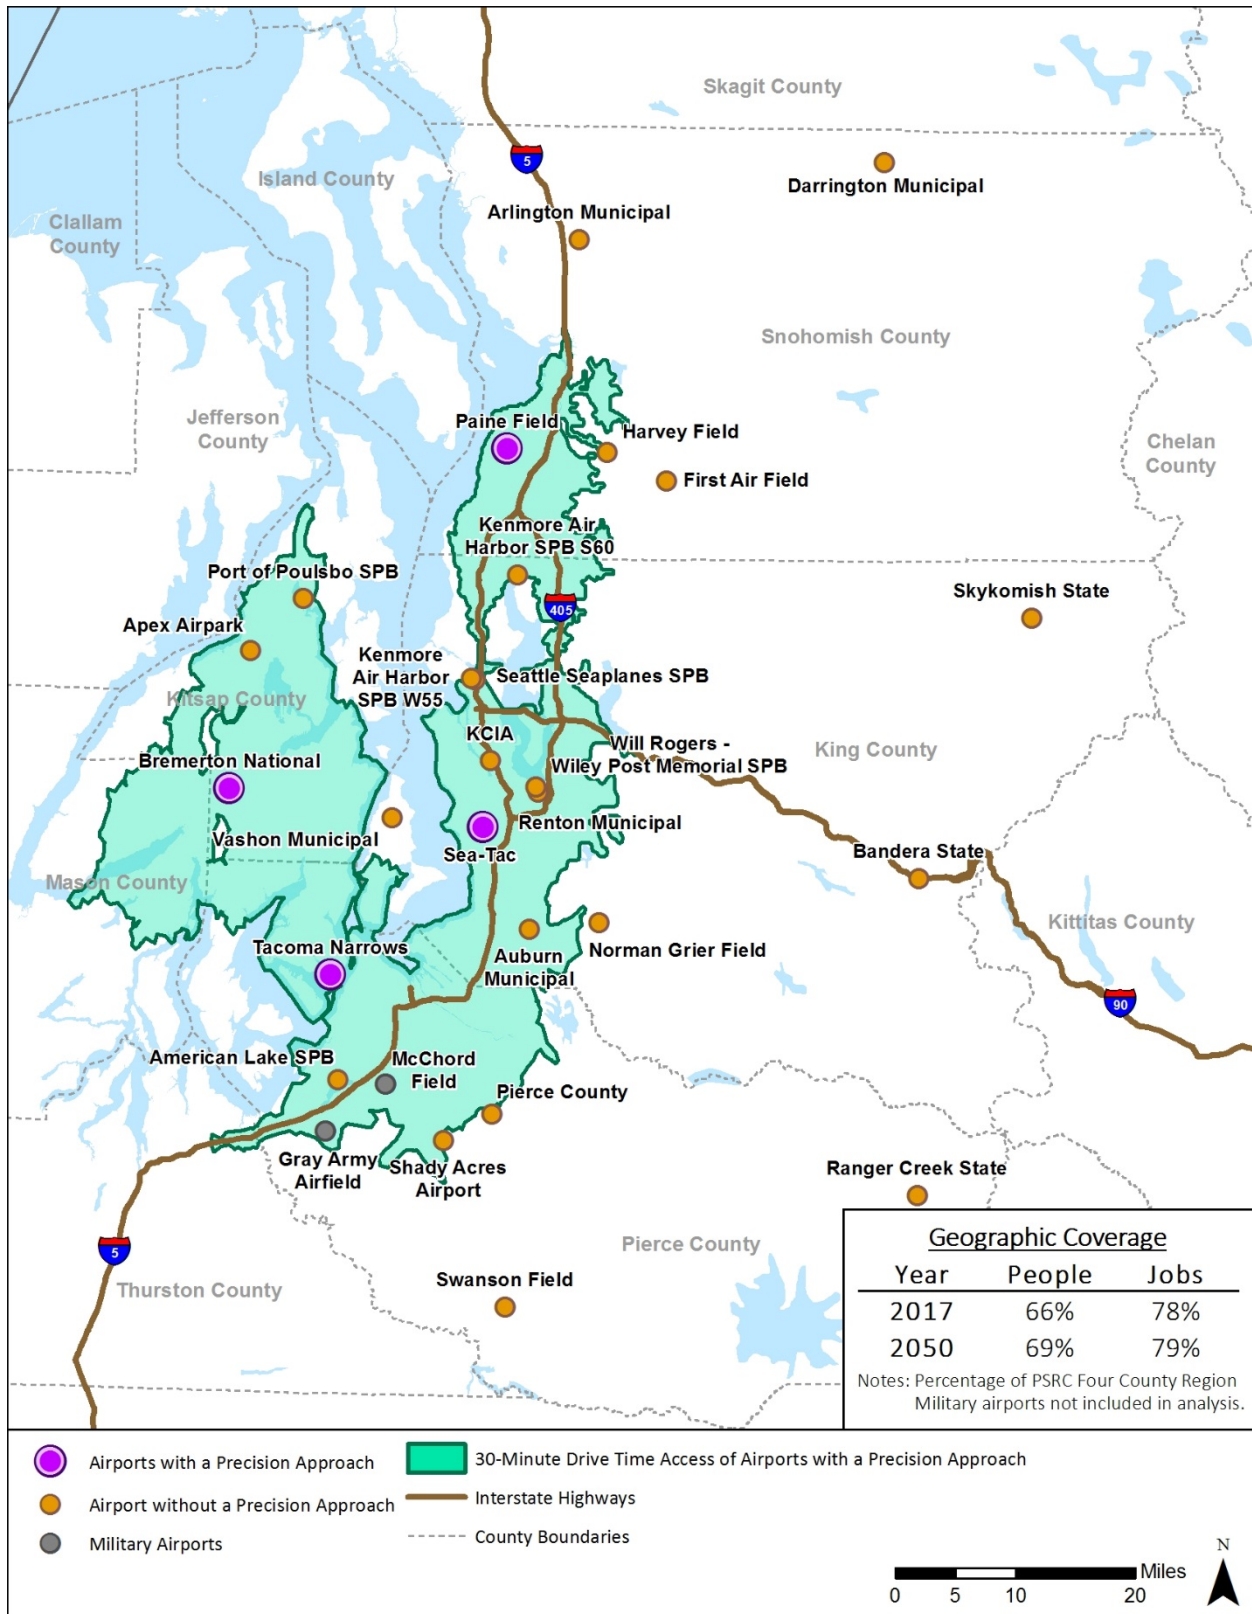 Skagit County
5
Island County
Darrington Municipal
Clallam
County
Arlington Municipal
Snohomish County
Jefferson
County
Paine Field
Harvey Field
Chelan
County
First Air Field
Kenmore Air
Harbor SPB S60
Port of Poulsbo SPB
Skykomish State
405
Apex Airpark
Kenmore
Air Harbor
SPB W55
Seattle Seaplanes SPB
Kitsap County
KCIA
Will Rogers -
Wiley Post Memorial SPB
King County
Bremerton National
Vashon Municipal
Renton Municipal
Sea-Tac
Bandera State
Mason County
Kittitas County
Tacoma Narrows
Auburn
Municipal
Norman Grier Field
90
American Lake SPB
McChord
Field
Pierce County
Gray Army
Airfield
Shady Acres
Airport
Ranger Creek State
5
Pierce County
Thurston County
Swanson Field
Geographic Coverage
Year People Jobs
2017 66% 78%
2050 69% 79%
Notes: Percentage of PSRC Four County Region
Military airports not included in analysis.
Airports with a Precision Approach
30-Minute Drive Time Access of Airports with a Precision Approach
Airport without a Precision Approach
Interstate Highways
Military Airports
County Boundaries
N
Miles
0 5 10 20